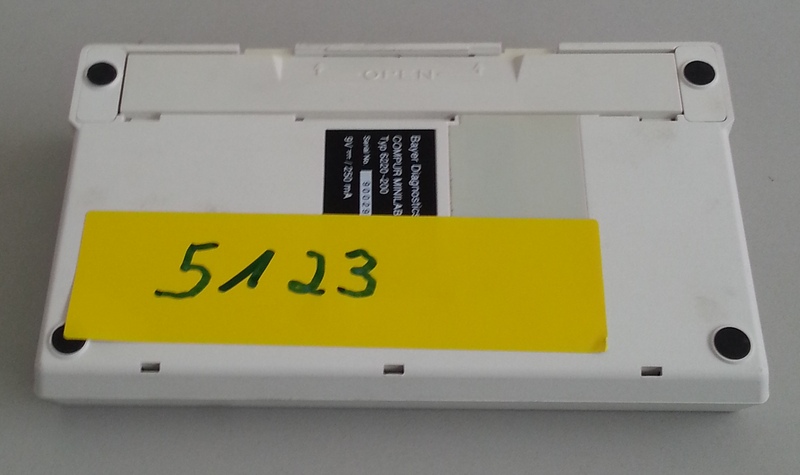 OPEN
Bayer Diagnostics
COMPUR MINILAB
Typ 6220-200
Serial No.
9V⎓/250 mA
5123